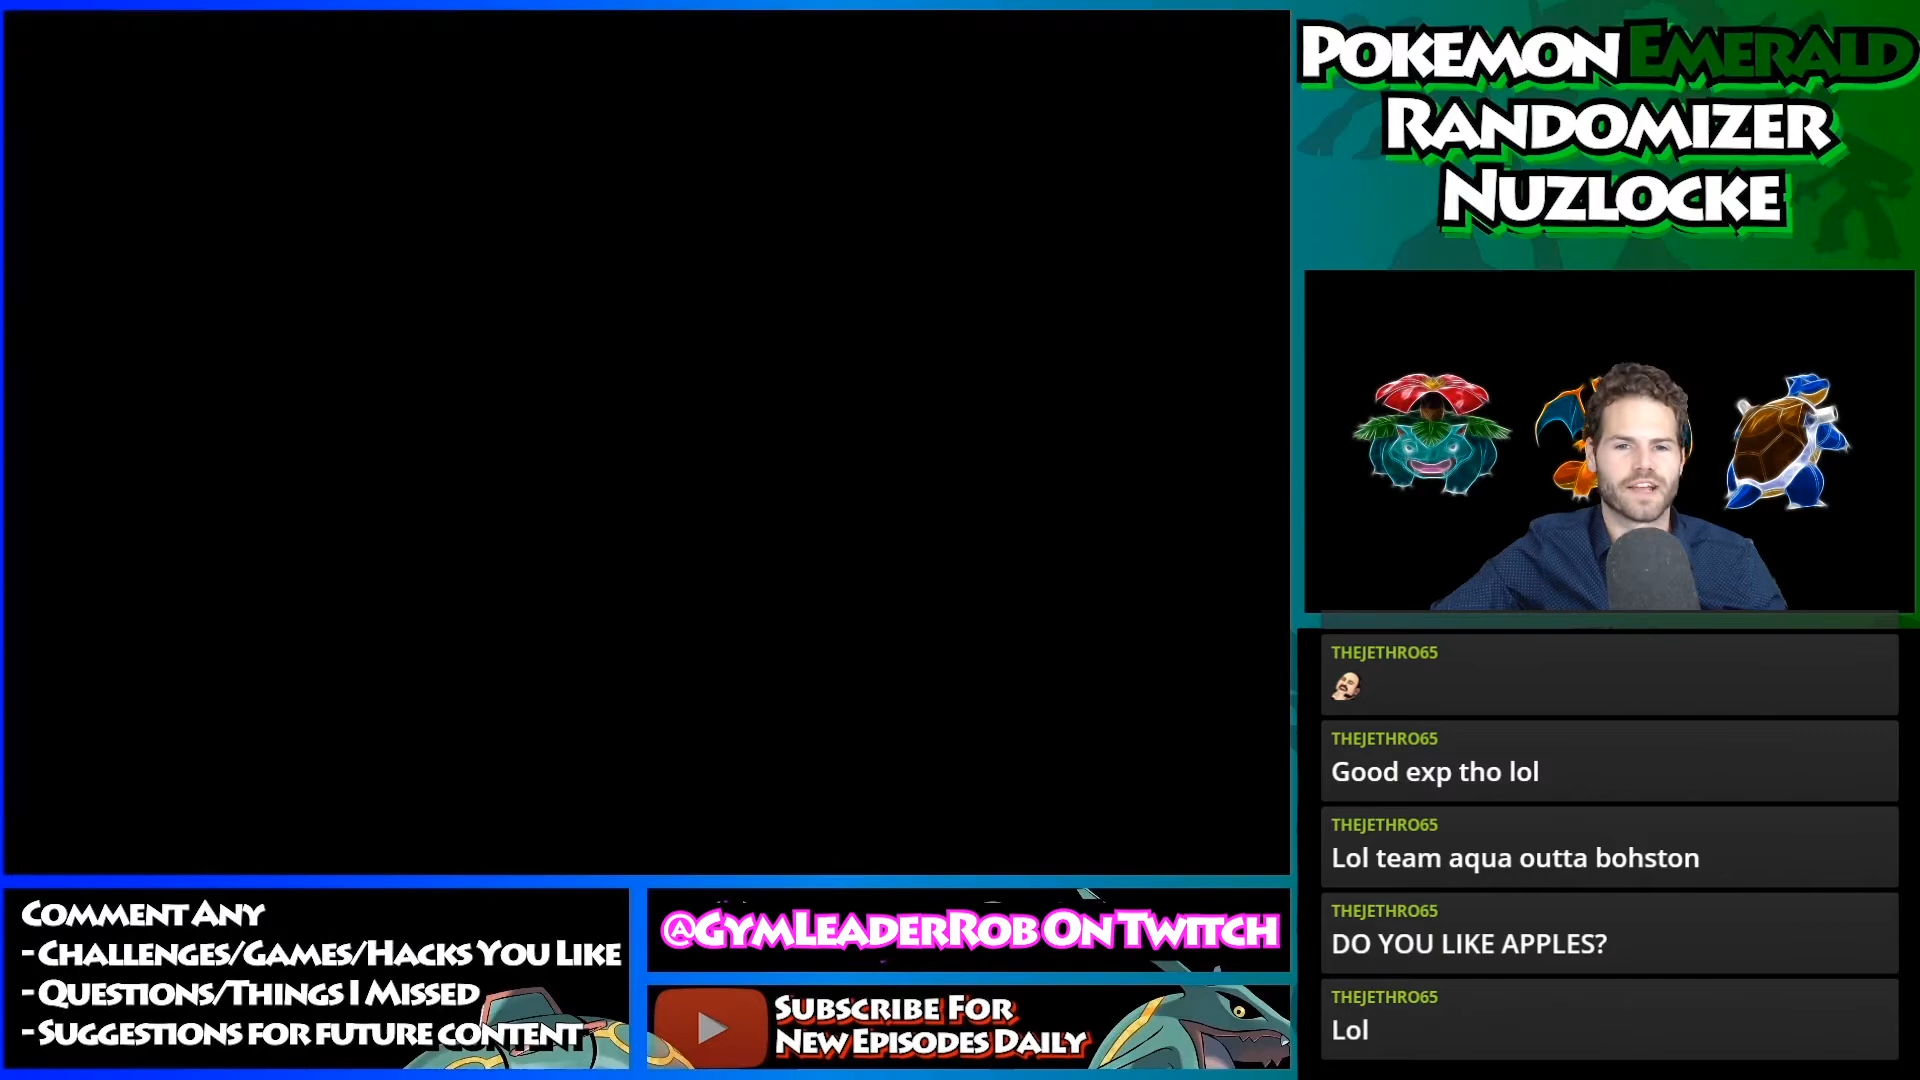 POKEMON EMERALD
RANDOMIZER
NUZLOCKE
THEJETHRO65
THEJETHRO65
Good exp tho lol
THEJETHRO65
Lol team aqua outta bohston
THEJETHRO65
DO YOU LIKE APPLES?
THEJETHRO65
Lol
COMMENT ANY
- CHALLENGES/GAMES/HACKS YOU LIKE
- QUESTIONS/THINGS I MISSED
- SUGGESTIONS FOR FUTURE CONTENT
@GYMLEADERROB ON TWITCH
SUBSCRIBE FOR
NEW EPISODES DAILY